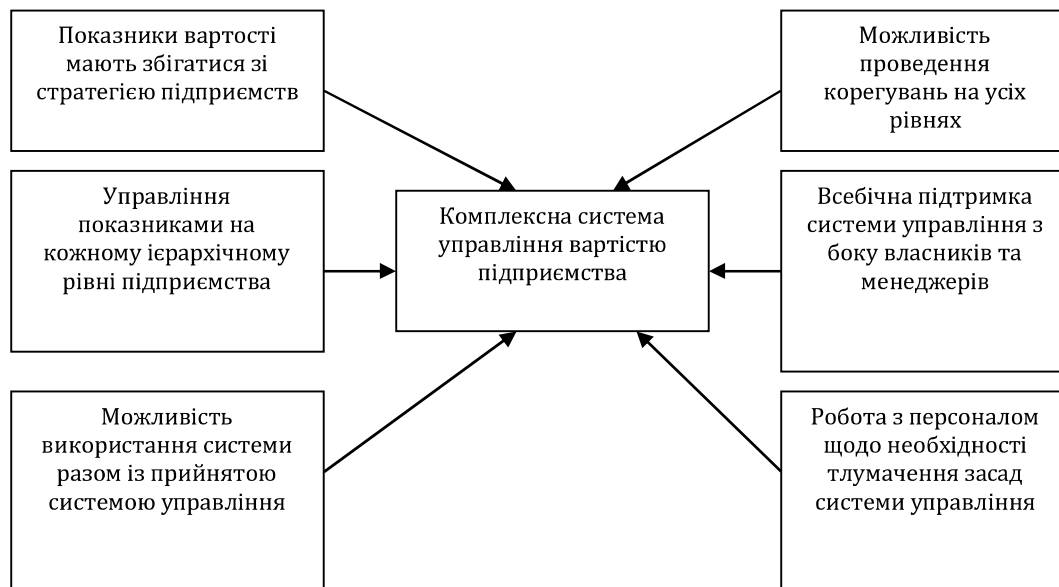 Показники вартості
мають збігатися зі
стратегією підприємств
Можливість
проведення
корегувань на усіх
рівнях
Управління
показниками на
кожному ієрархічному
рівні підприємства
Комплексна система
управління вартістю
підприємства
Всебічна підтримка
системи управління з
боку власників та
менеджерів
Можливість
використання системи
разом із прийнятою
системою управління
Робота з персоналом
щодо необхідності
тлумачення засад
системи управління